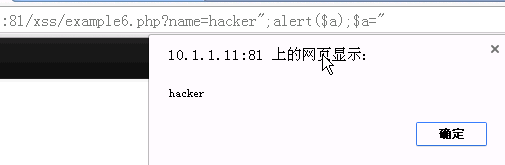 :81/xss/example6.php?name=hacker";alert($a);$a="
10.1.1.11:81 上的网页显示:
hacker
确定